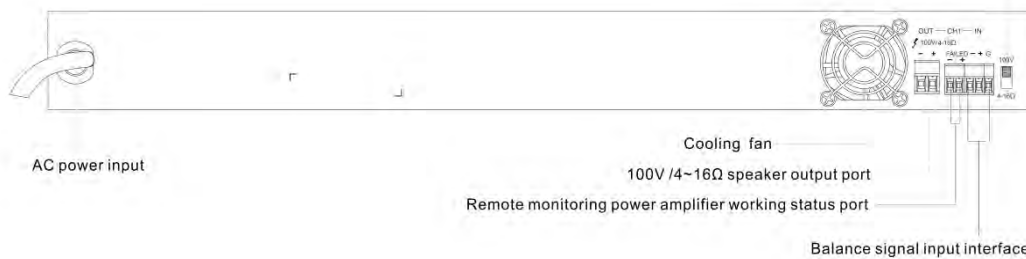 OUT — CH1 — IN
100V/4-16Ω
- + FAILED - + G
- +
100V
4-16Ω
Cooling fan
AC power input
100V /4~16Ω speaker output port
Remote monitoring power amplifier working status port
Balance signal input interface